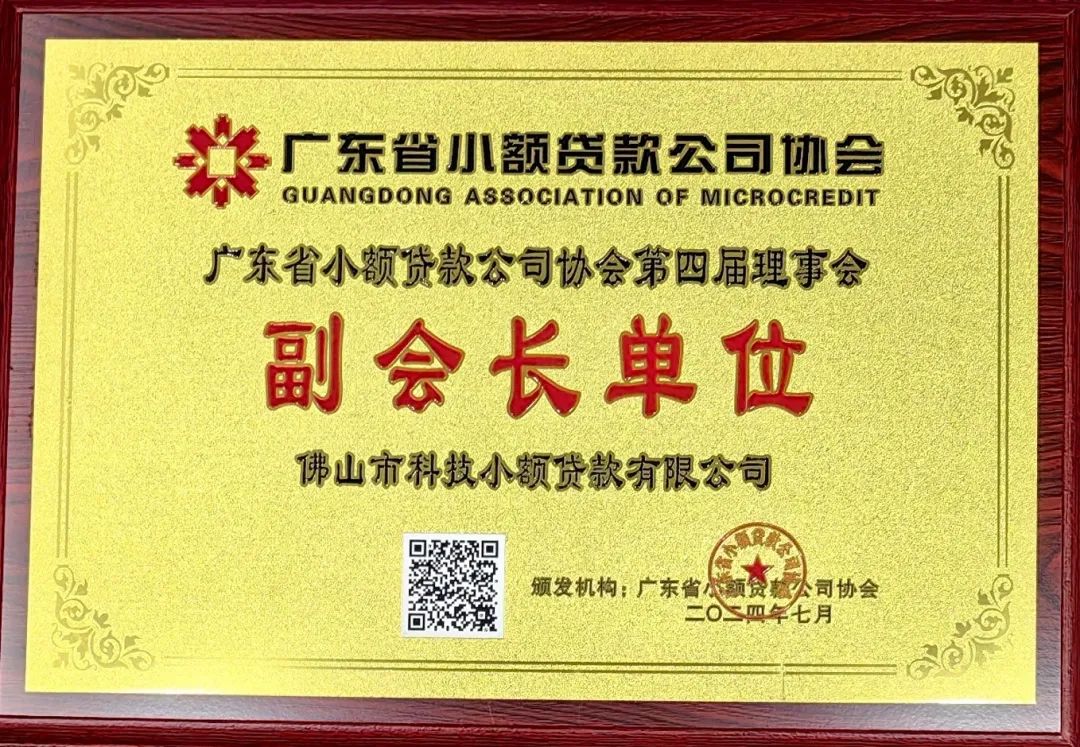 广东省小额贷款公司协会
GUANGDONG ASSOCIATION OF MICROCREDIT
广东省小额贷款公司协会第四届理事会
副会长单位
佛山市科技小额贷款有限公司
颁发机构：广东省小额贷款公司协会
二〇二四年七月